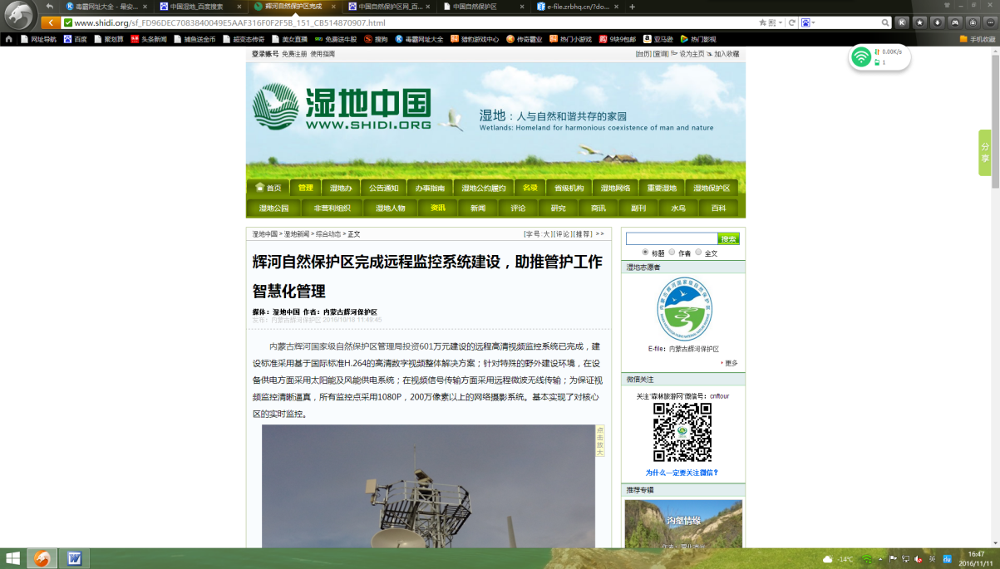 毒霸网址大全 - 最安...
中国湿地_百度搜索
辉河自然保护区完成
中国自然保护区网_百...
中国自然保护区
e-file.zrbhq.cn/?do...
www.shidi.org/sf_FD96DEC7083840049E5AAF316F0F2F5B_151_CB514870907.html
网址导航 百度 聚划算 头条新闻 捕鱼送金币 超变态传奇 美女直播 免费送牛股 搜狗 毒霸网址大全 猎豹游戏中心 传奇霸业 热门小游戏 9块9包邮 亚马逊 热门影视 手机收藏
登录账号 免费注册 使用指南
[台历] [查询] 设为主页 加入收藏
0.00K/s
1
湿地中国
WWW.SHIDI.ORG
湿地：人与自然和谐共存的家园
Wetlands: Homeland for harmonious coexistence of man and nature
分享
首页 管理 湿地办 公告通知 办事指南 湿地公约履约 名录 省级机构 湿地网络 重要湿地 湿地保护区
湿地公园 非营利组织 湿地人物 资讯 新闻 评论 研究 商讯 副刊 水鸟 百科
湿地中国 > 湿地新闻 > 综合动态 > 正文
[字号:大] [评论] [推荐] >>
辉河自然保护区完成远程监控系统建设，助推管护工作
智慧化管理
媒体：湿地中国 作者：内蒙古辉河保护区
发布：内蒙古辉河保护区 2016/10/18 11:48:45
内蒙古辉河国家级自然保护区管理局投资601万元建设的远程高清视频监控系统已完成，建
设标准采用基于国际标准H.264的高清数字视频整体解决方案；针对特殊的野外建设环境，在设
备供电方面采用太阳能及风能供电系统；在视频信号传输方面采用远程微波无线传输；为保证视
频监控清晰逼真，所有监控点采用1080P，200万像素以上的网络摄影系统。基本实现了对核心
区的实时监控。
点击放大
搜索
标题 作者 全文
湿地志愿者
E-file：内蒙古辉河保护区
更多
微信关注
关注"森林旅游网"微信号：cnftour
为什么一定要关注微信？
推荐专辑
沟壑情缘
-14℃
英
du
16:47
2016/11/11